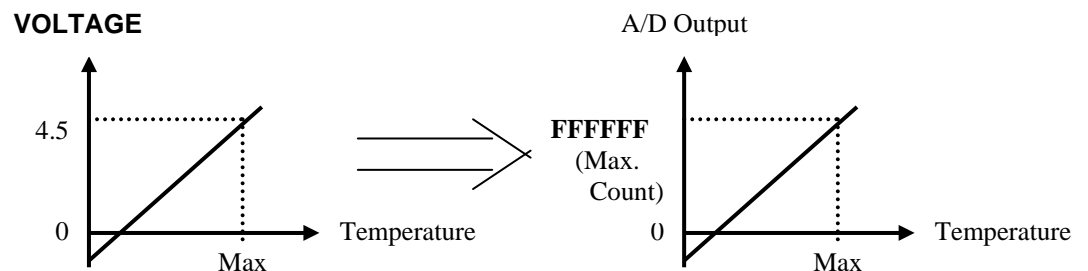 VOLTAGE
4.5
0
Temperature
Max
A/D Output
FFFFFF
(Max.
Count)
0
Temperature
Max